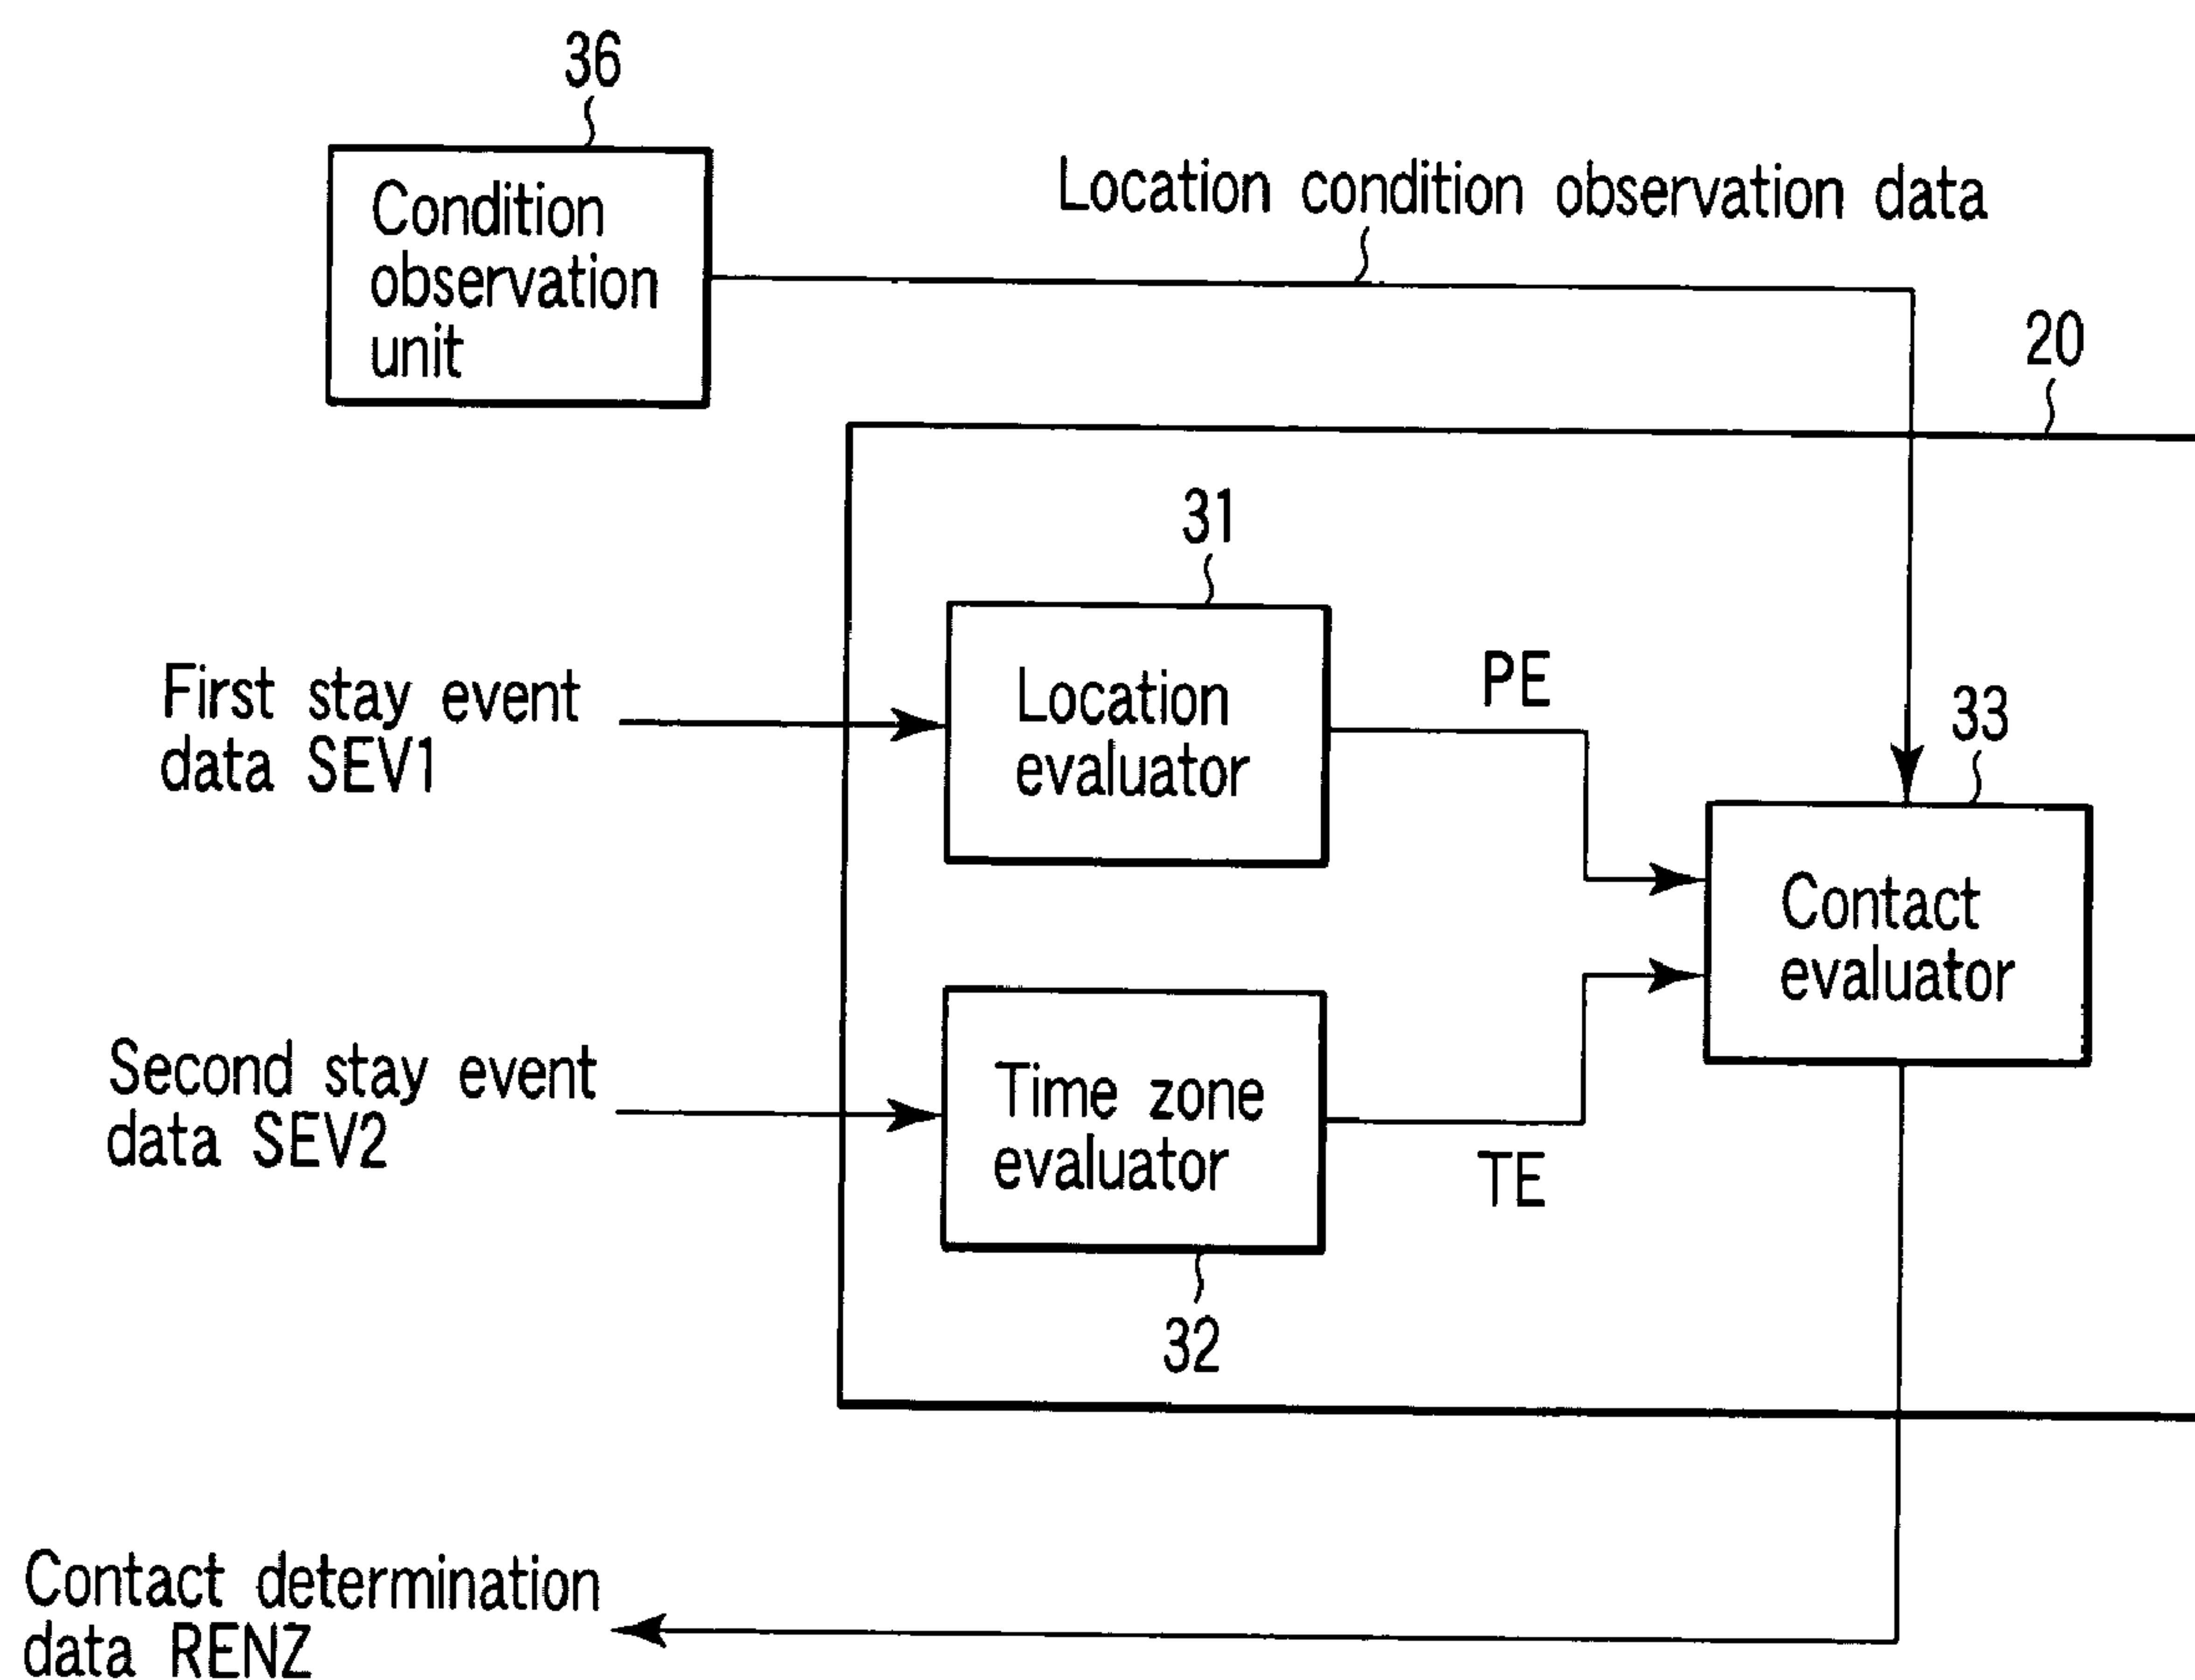 36
Condition
observation
unit
Location condition observation data
20
31
First stay event
data SEV1
Location
evaluator
PE
33
Contact
evaluator
Second stay event
data SEV2
Time zone
evaluator
TE
32
Contact determination
data RENZ